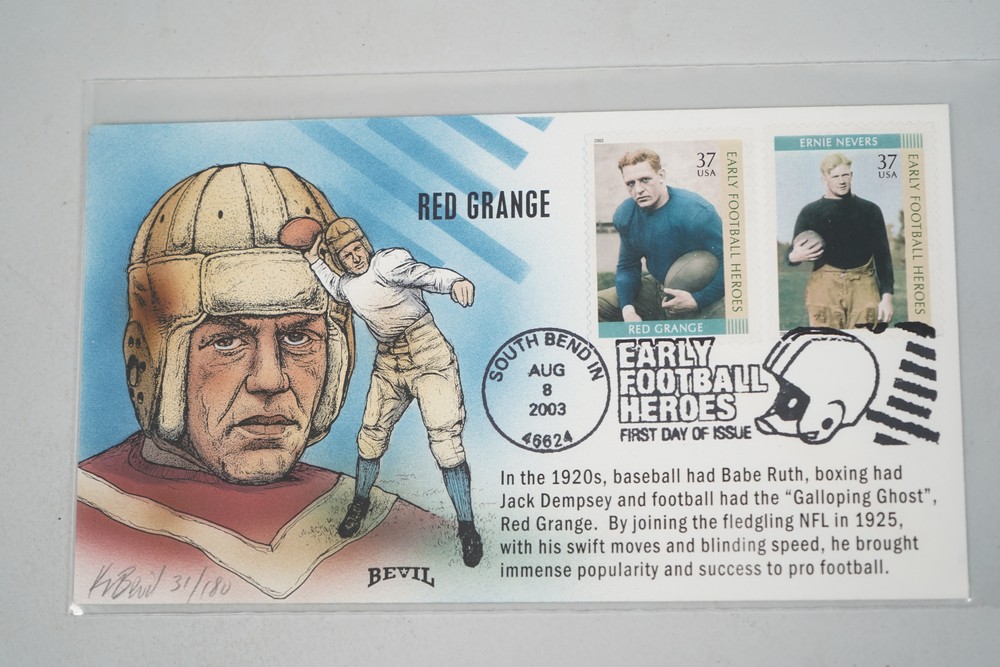 RED GRANGE
2003
37
USA
EARLY FOOTBALL HEROES
RED GRANGE
ERNIE NEVERS
37
USA
EARLY FOOTBALL HEROES
SOUTH BEND IN
AUG
8
2003
46624
EARLY
FOOTBALL
HEROES
FIRST DAY OF ISSUE
In the 1920s, baseball had Babe Ruth, boxing had
Jack Dempsey and football had the “Galloping Ghost”,
Red Grange.  By joining the fledgling NFL in 1925,
with his swift moves and blinding speed, he brought
immense popularity and success to pro football.
BEVIL
K Bevil 31/180